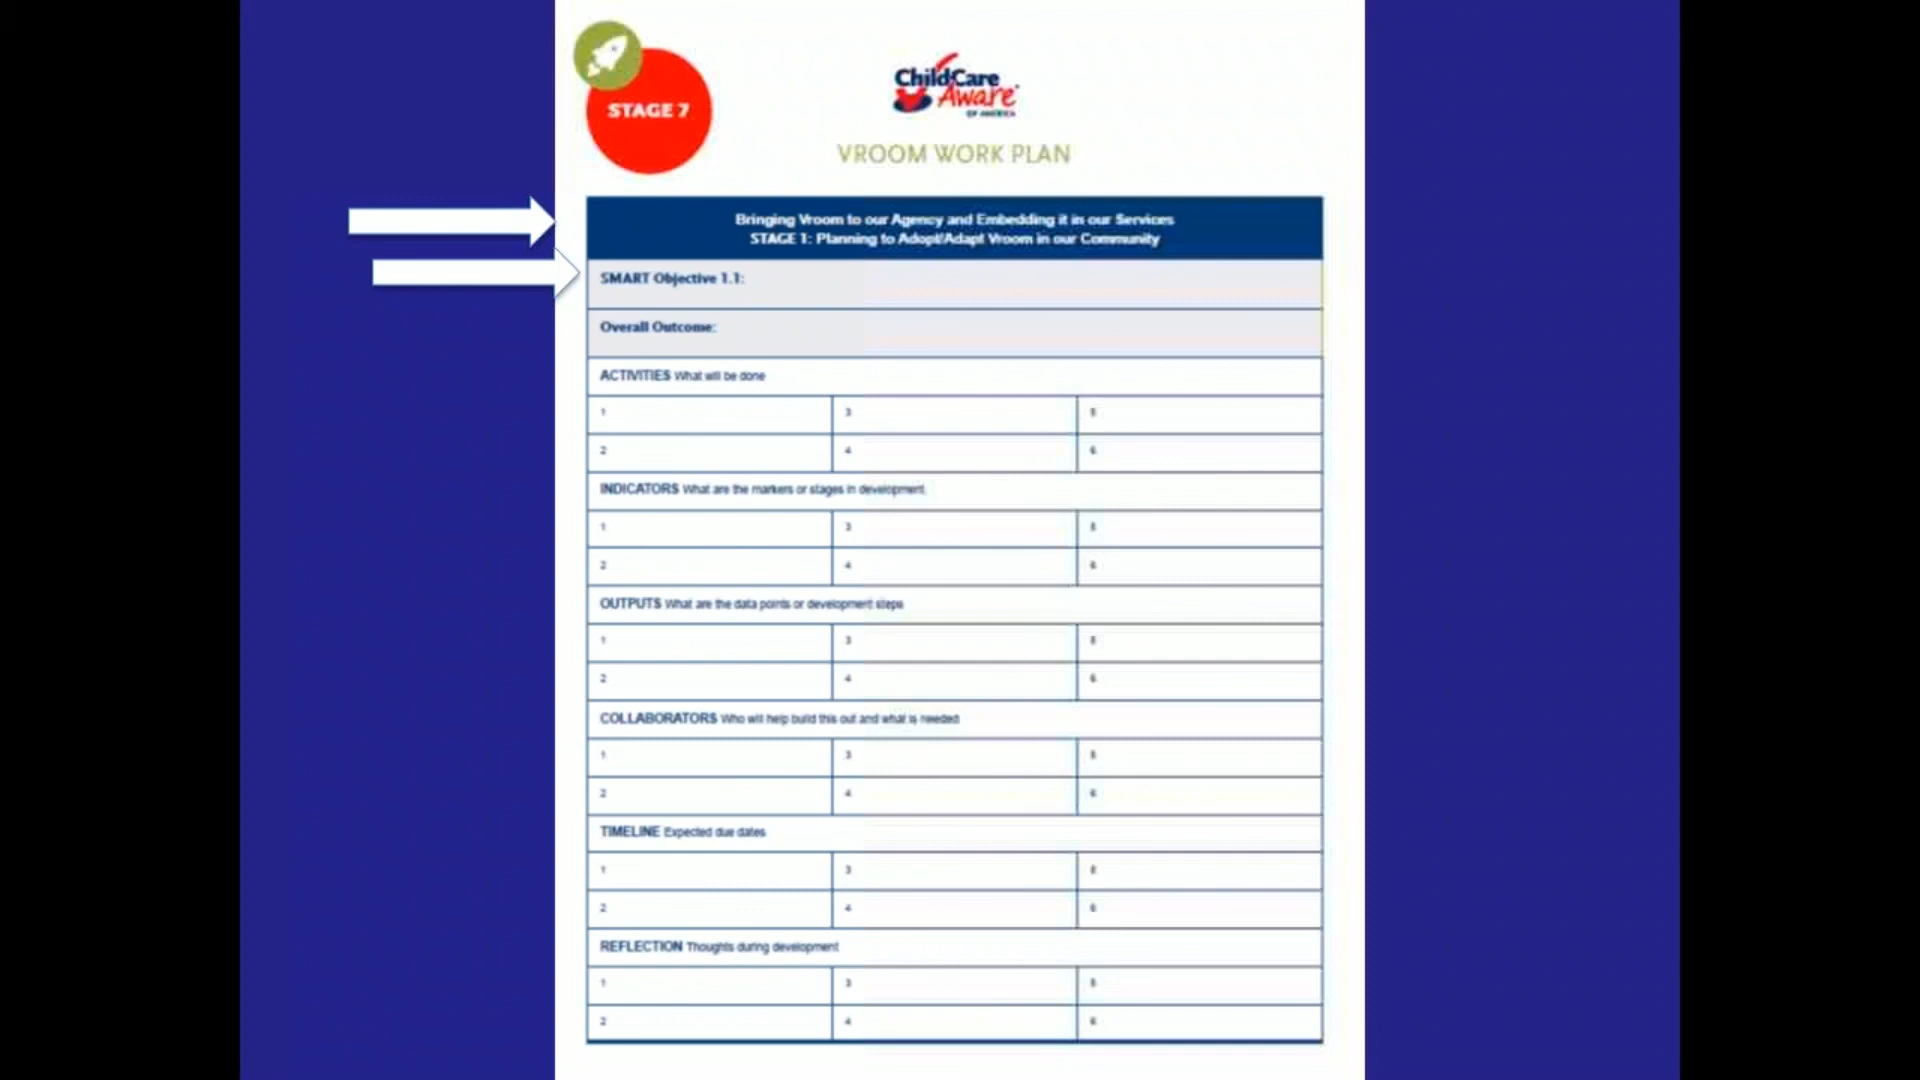 STAGE 7
ChildCare
Aware
OF AMERICA
VROOM WORK PLAN
Bringing Vroom to our Agency and Embedding it in our Services
STAGE 1: Planning to Adopt/Adapt Vroom in our Community
SMART Objective 1.1:
Overall Outcome:
ACTIVITIES What will be done
1 3 5
2 4 6
INDICATORS What are the markers or stages in development
1 3 5
2 4 6
OUTPUTS What are the data points or development steps
1 3 5
2 4 6
COLLABORATORS Who will help build this out and what is needed
1 3 5
2 4 6
TIMELINE Expected due dates
1 3 5
2 4 6
REFLECTION Thoughts during development
1 3 5
2 4 6